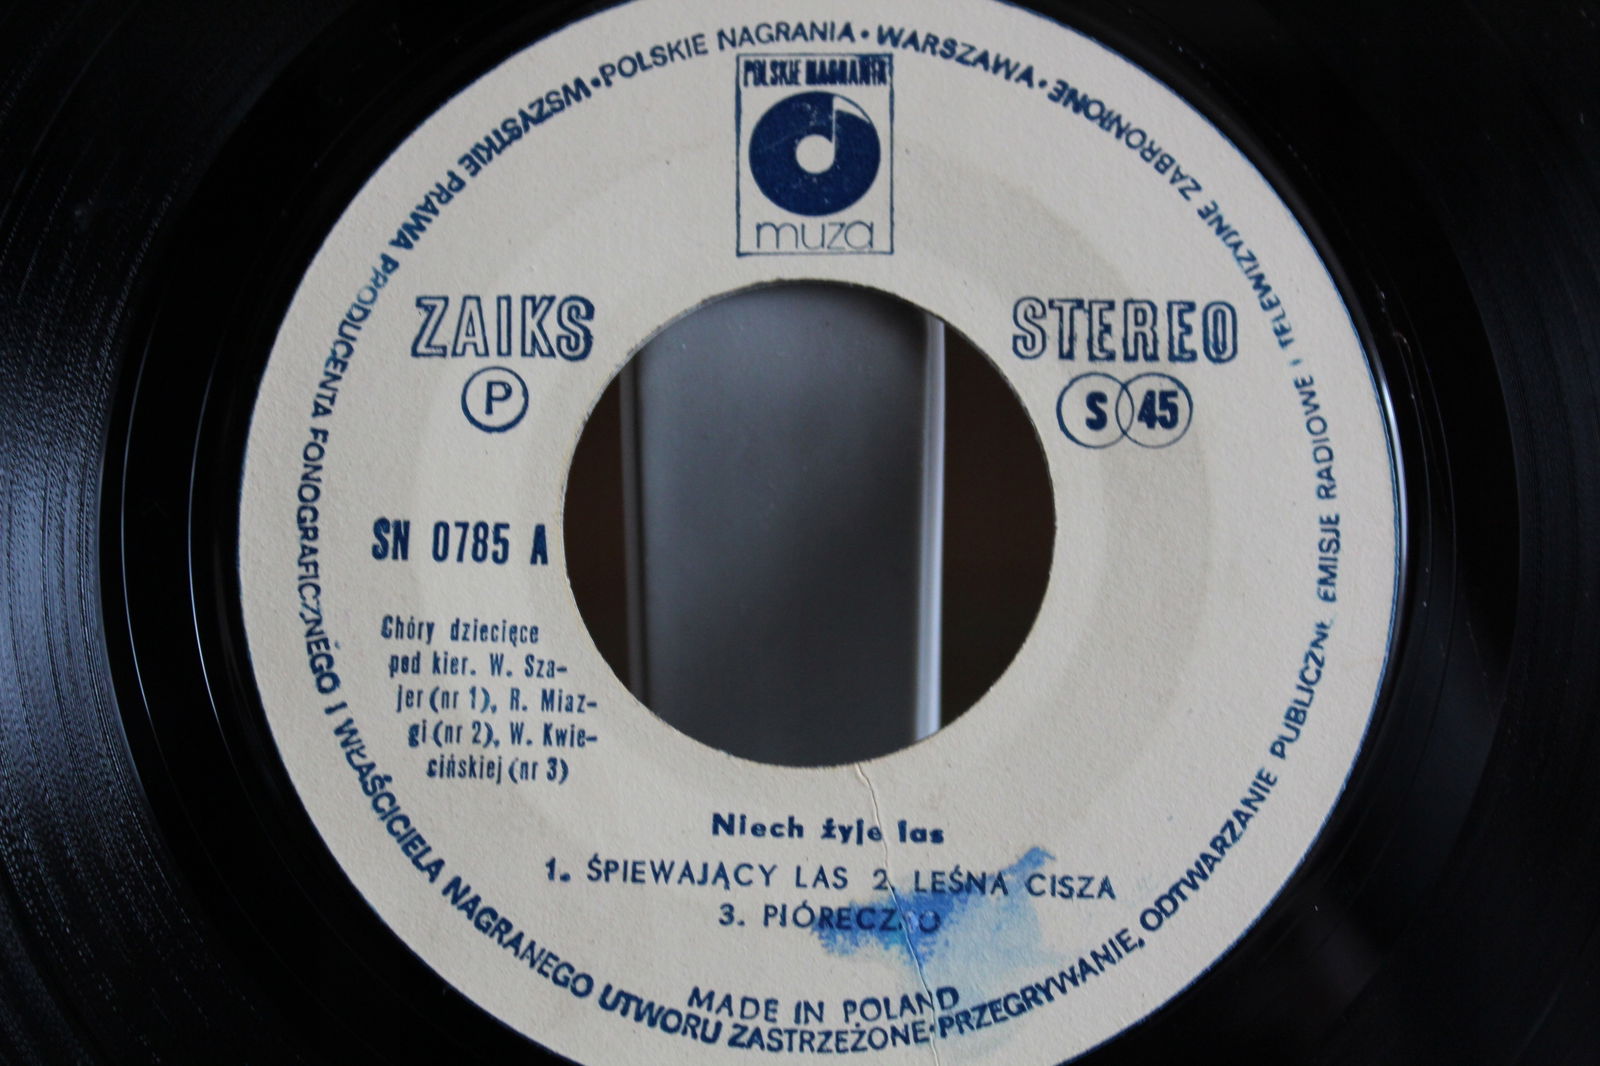 WSZYSTKIE PRAWA PRODUCENTA FONOGRAFICZNEGO I WŁAŚCICIELA NAGRANEGO UTWORU ZASTRZEŻONE•PRZEGRYWANIE, ODTWARZANIE PUBLICZNE, EMISJE RADIOWE I TELEWIZYJNE ZABRONIONE•
POLSKIE NAGRANIA•WARSZAWA•
POLSKIE NAGRANIA
muza
ZAIKS
STEREO
P
S 45
SN 0785 A
Chóry dziecięce
pod kier. W. Sza-
jer (nr 1), R. Miaz-
gi (nr 2), W. Kwie-
cińskiej (nr 3)
Niech żyje las
1. ŚPIEWAJĄCY LAS 2. LEŚNA CISZA
3. PIÓRECZKO
MADE IN POLAND